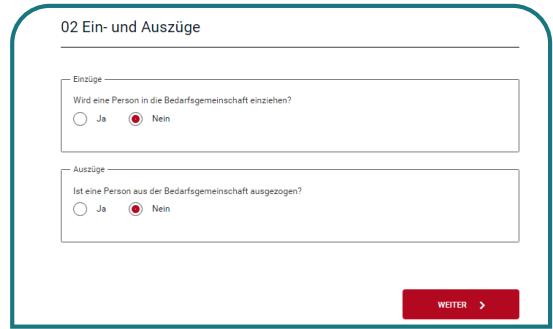 02 Ein- und Auszüge
Einzüge
Wird eine Person in die Bedarfsgemeinschaft einziehen?
Ja Nein
Auszüge
Ist eine Person aus der Bedarfsgemeinschaft ausgezogen?
Ja Nein
WEITER